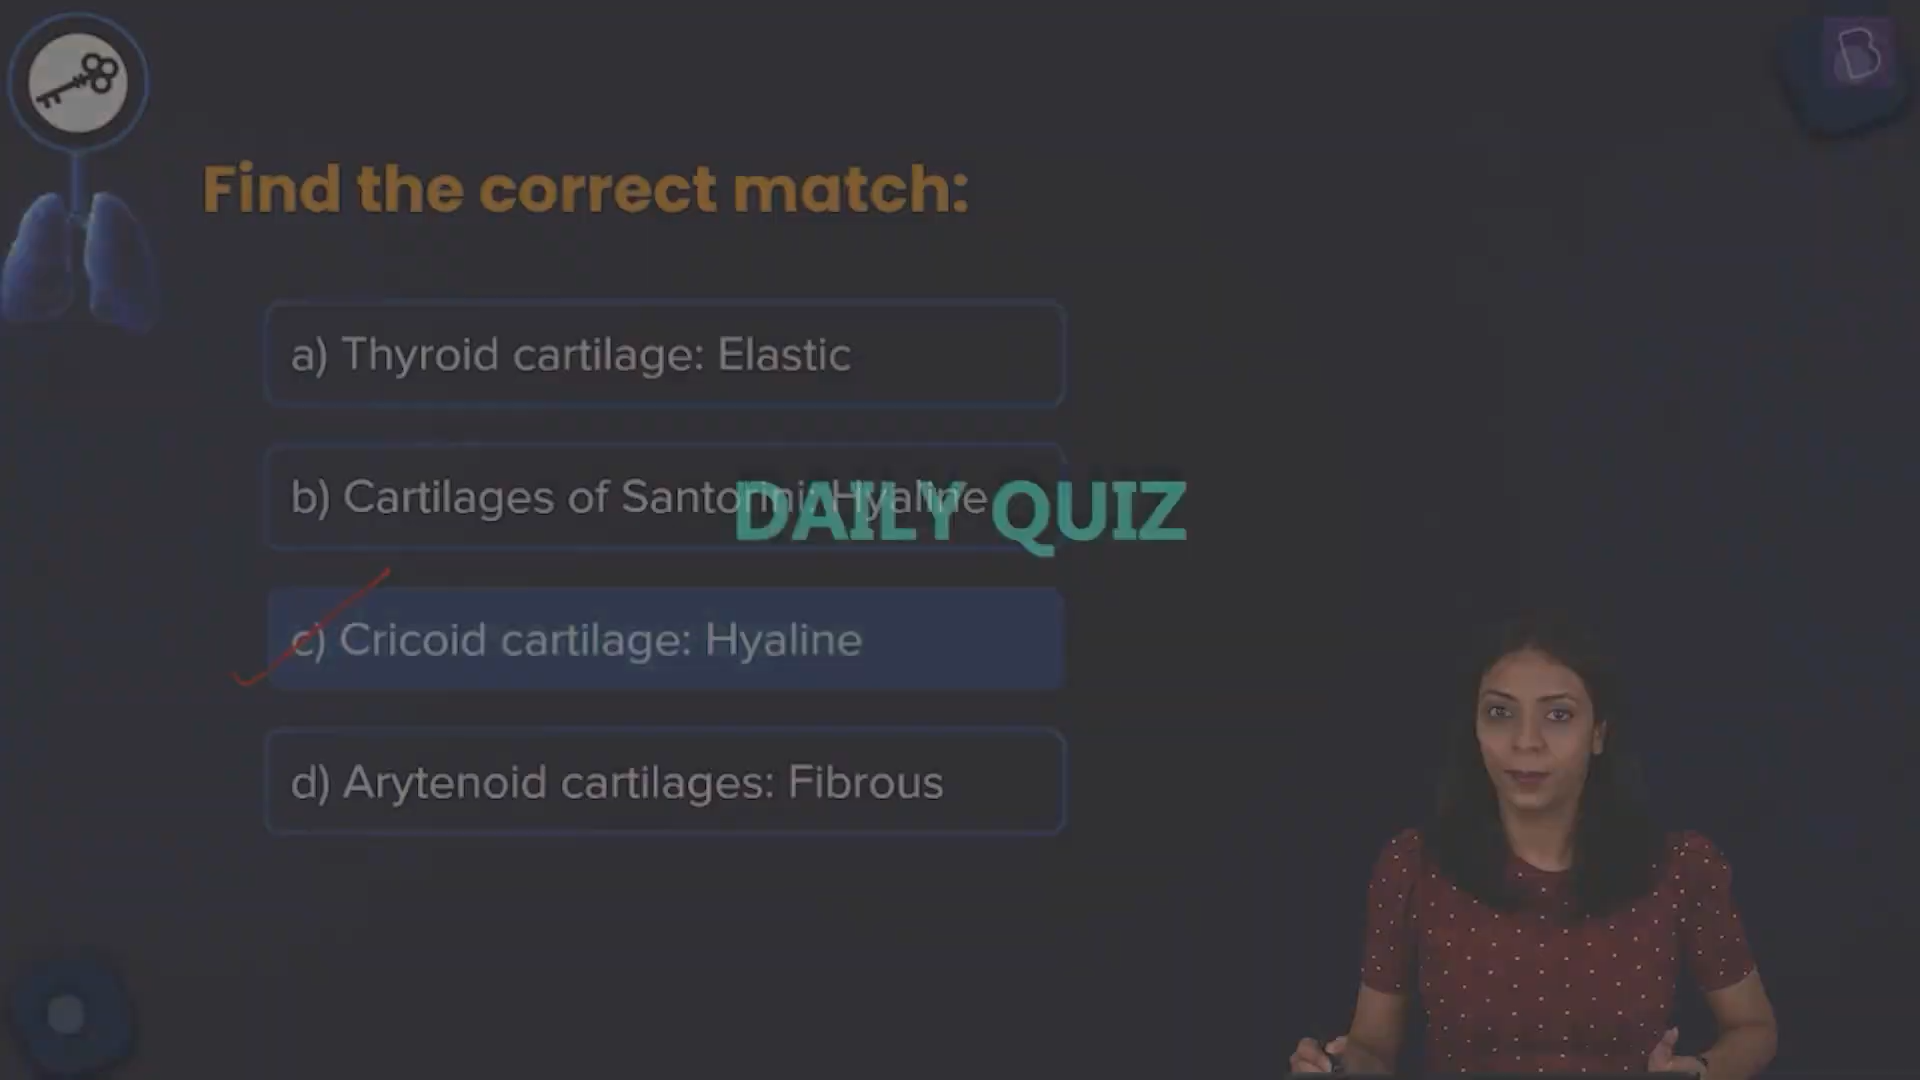 Find the correct match:
a) Thyroid cartilage: Elastic
b) Cartilages of Santorini: Hyaline
DAILY QUIZ
c) Cricoid cartilage: Hyaline
d) Arytenoid cartilages: Fibrous